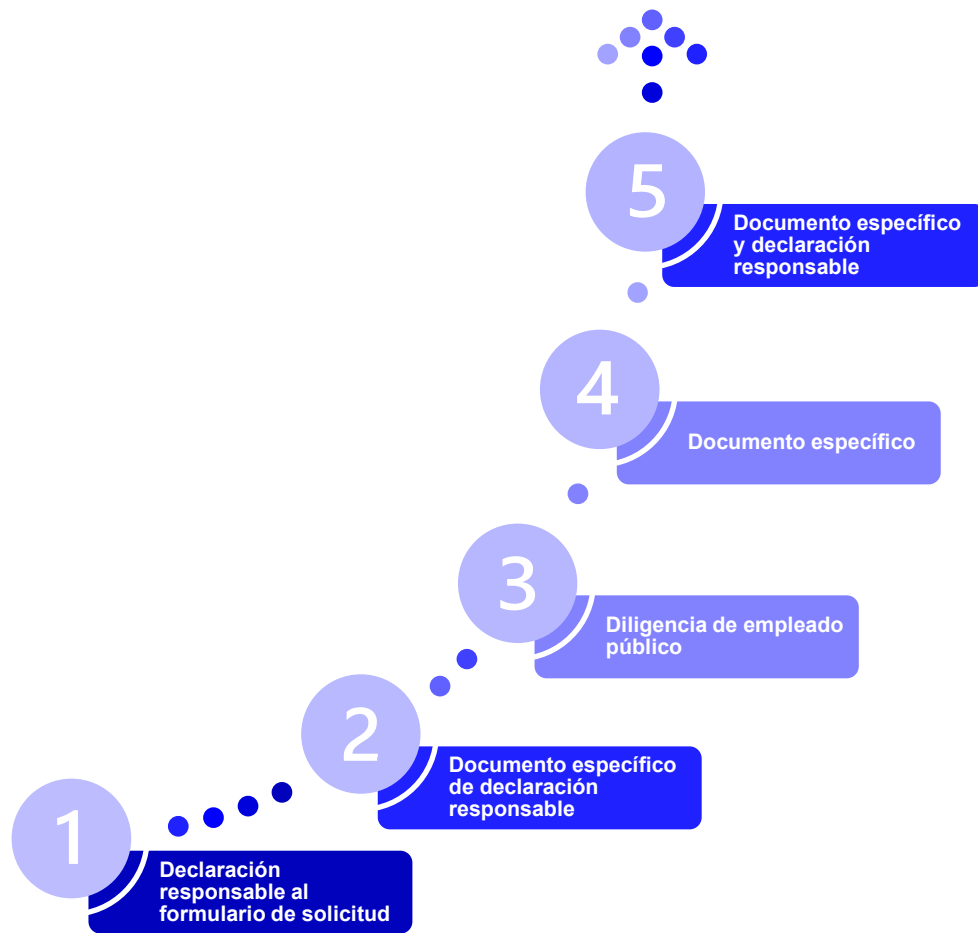 5
Documento específico
y declaración
responsable
4
Documento específico
3
Diligencia de empleado
público
2
Documento específico
de declaración
responsable
1
Declaración
responsable al
formulario de solicitud